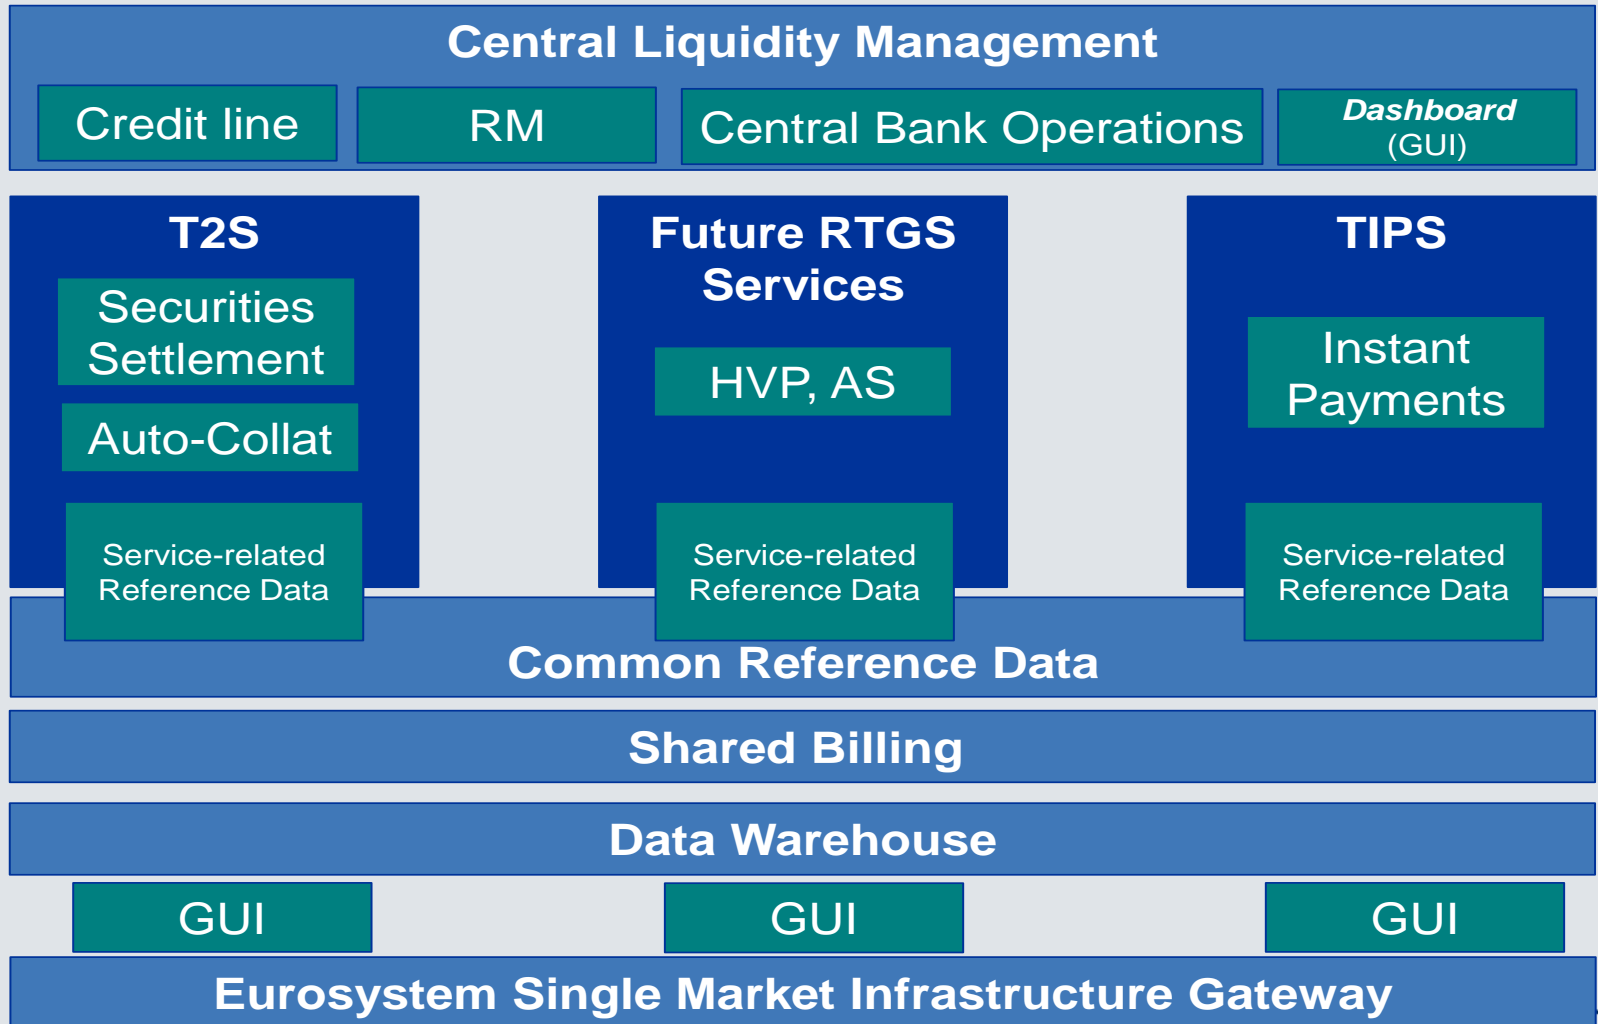 Central Liquidity Management
Credit line
RM
Central Bank Operations
Dashboard
(GUI)
T2S
Securities
Settlement
Auto-Collat
Service-related
Reference Data
Future RTGS
Services
HVP, AS
Service-related
Reference Data
TIPS
Instant
Payments
Service-related
Reference Data
Common Reference Data
Shared Billing
Data Warehouse
GUI
GUI
GUI
Eurosystem Single Market Infrastructure Gateway